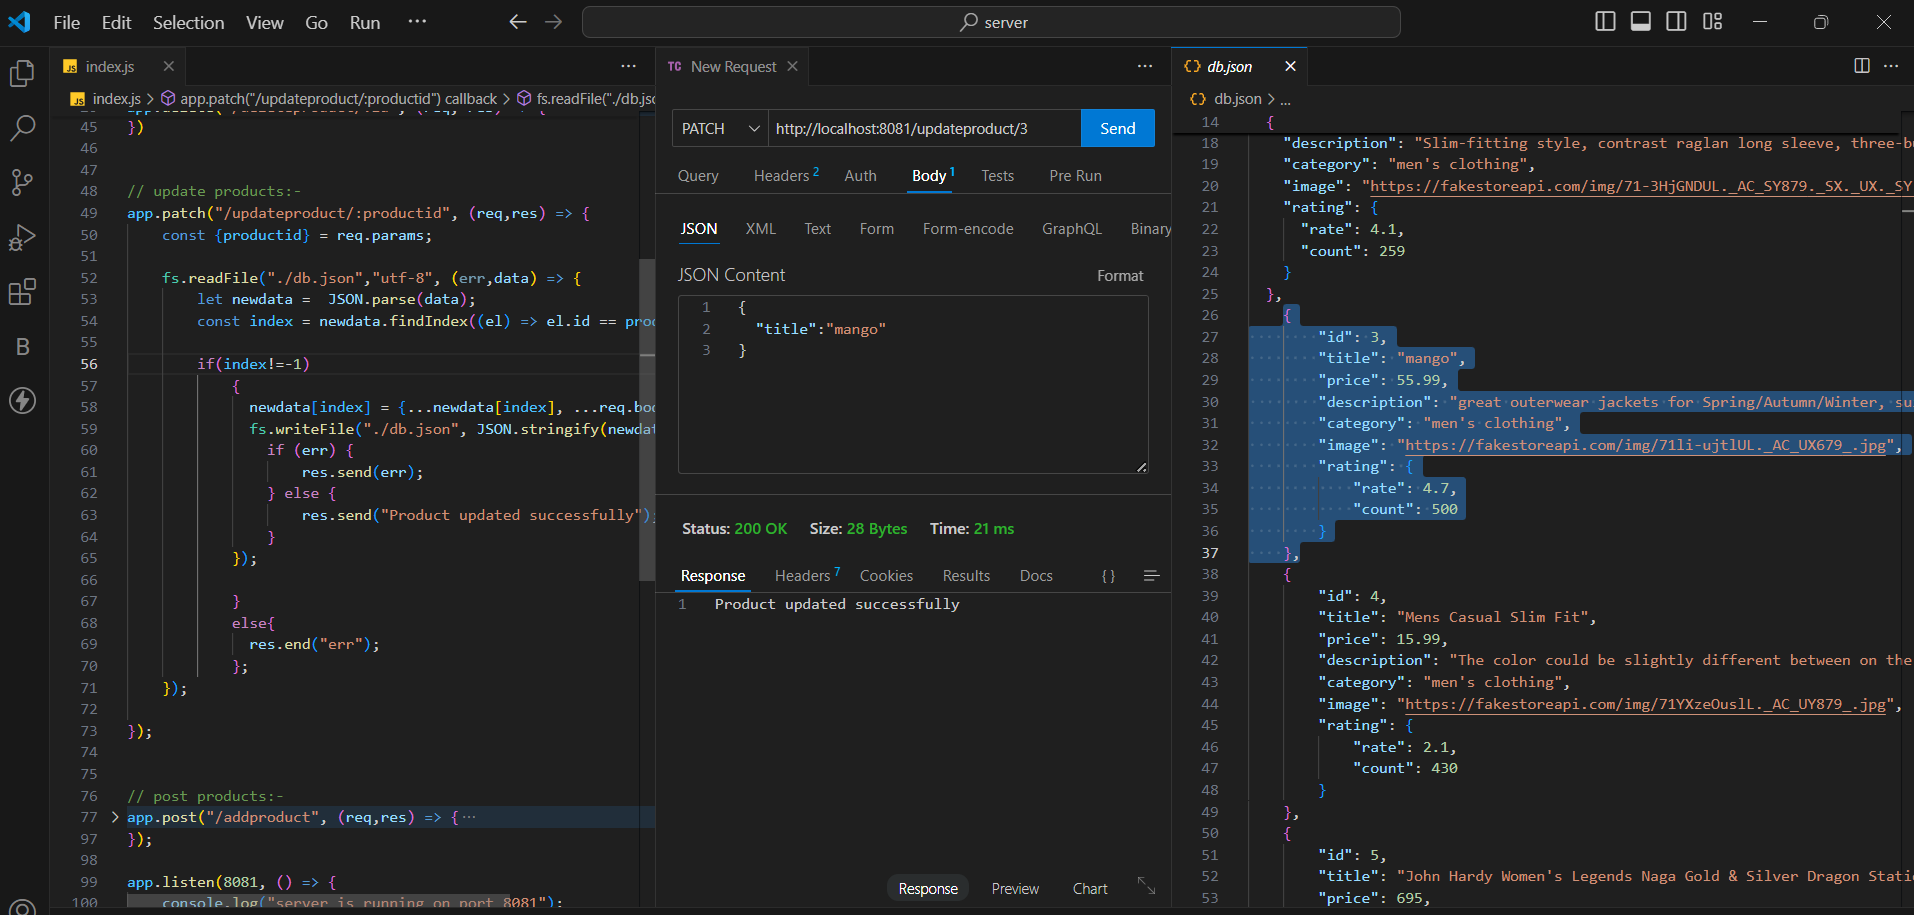 File Edit Selection View Go Run ···
server
JS index.js
index.js > app.patch("/updateproduct/:productid") callback > fs.readFile("./db.jsc
45 })
46
47
48 // update products:-
49 app.patch("/updateproduct/:productid", (req,res) => {
50 const {productid} = req.params;
51
52 fs.readFile("./db.json","utf-8", (err,data) => {
53 let newdata = JSON.parse(data);
54 const index = newdata.findIndex((el) => el.id == proc
55
56 if(index!==-1)
57 {
58 newdata[index] = {...newdata[index], ...req.boc
59 fs.writeFile("./db.json", JSON.stringify(newdat
60 if (err) {
61 res.send(err);
62 } else {
63 res.send("Product updated successfully");
64 }
65 });
66
67 }
68 else{
69 res.end("err");
70 };
71 });
72
73 });
74
75
76 // post products:-
77 app.post("/addproduct", (req,res) => { ···
97 });
98
99 app.listen(8081, () => {
100 console.log("server is running on port 8081");
B
TC New Request
PATCH http://localhost:8081/updateproduct/3 Send
Query Headers 2 Auth Body 1 Tests Pre Run
JSON XML Text Form Form-encode GraphQL Binary
JSON Content Format
1 {
2 "title":"mango"
3 }
Status: 200 OK Size: 28 Bytes Time: 21 ms
Response Headers 7 Cookies Results Docs {}
1 Product updated successfully
Response Preview Chart
{} db.json
{} db.json > ...
14 {
18 "description": "Slim-fitting style, contrast raglan long sleeve, three-b
19 "category": "men's clothing",
20 "image": "https://fakestoreapi.com/img/71-3HjGNDUL._AC_SY879._SX._UX._SY
21 "rating": {
22 "rate": 4.1,
23 "count": 259
24 }
25 },
26 {
27 "id": 3,
28 "title": "mango",
29 "price": 55.99,
30 "description": "great outerwear jackets for Spring/Autumn/Winter, su
31 "category": "men's clothing",
32 "image": "https://fakestoreapi.com/img/71li-ujtlUL._AC_UX679_.jpg",
33 "rating": {
34 "rate": 4.7,
35 "count": 500
36 }
37 },
38 {
39 "id": 4,
40 "title": "Mens Casual Slim Fit",
41 "price": 15.99,
42 "description": "The color could be slightly different between on the
43 "category": "men's clothing",
44 "image": "https://fakestoreapi.com/img/71YXzeOuslL._AC_UY879_.jpg",
45 "rating": {
46 "rate": 2.1,
47 "count": 430
48 }
49 },
50 {
51 "id": 5,
52 "title": "John Hardy Women's Legends Naga Gold & Silver Dragon Stati
53 "price": 695,